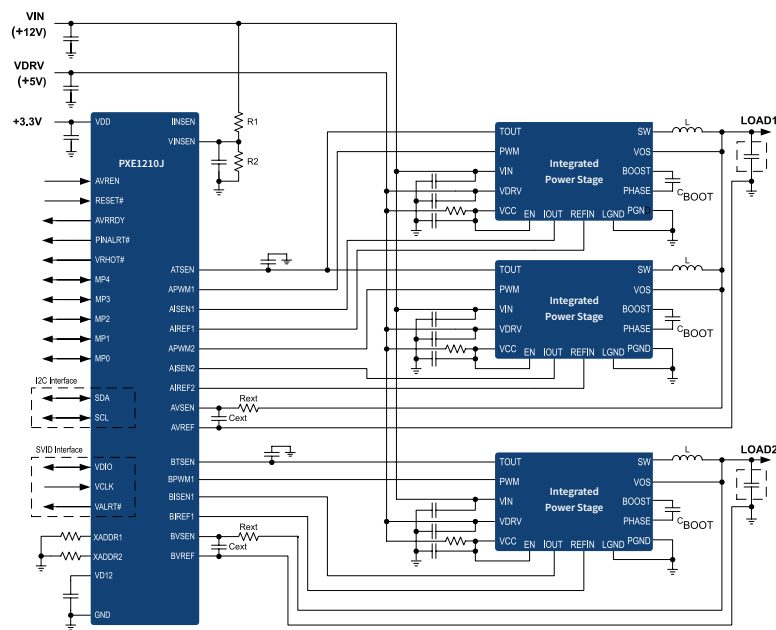 VIN
(+12V)
VDRV
(+5V)
+3.3V
VDD
IINSEN
R1
VINSEN
R2
PXE1210J
AVREN
RESET#
AVRRDY
PINALRT#
VRHOT#
MP4
MP3
MP2
MP1
MP0
I2C Interface
SDA
SCL
SVID Interface
VDIO
VCLK
VALRT#
XADDR1
XADDR2
VD12
GND
ATSEN
APWM1
AISEN1
AIREF1
APWM2
AISEN2
AIREF2
AVSEN
Rext
Cext
AVREF
BTSEN
BPWM1
BISEN1
BIREF1
BVSEN
Rext
Cext
BVREF
TOUT
PWM
VIN
VDRV
VCC
EN
IOUT
REFIN
LGND
PGND
Integrated
Power Stage
SW
VOS
BOOST
PHASE
L
CBOOT
LOAD1
TOUT
PWM
VIN
VDRV
VCC
EN
IOUT
REFIN
LGND
PGND
Integrated
Power Stage
SW
VOS
BOOST
PHASE
L
CBOOT
TOUT
PWM
VIN
VDRV
VCC
EN
IOUT
REFIN
LGND
PGND
Integrated
Power Stage
SW
VOS
BOOST
PHASE
L
CBOOT
LOAD2